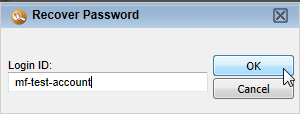 Recover Password
Login ID:
mf-test-account
OK
Cancel